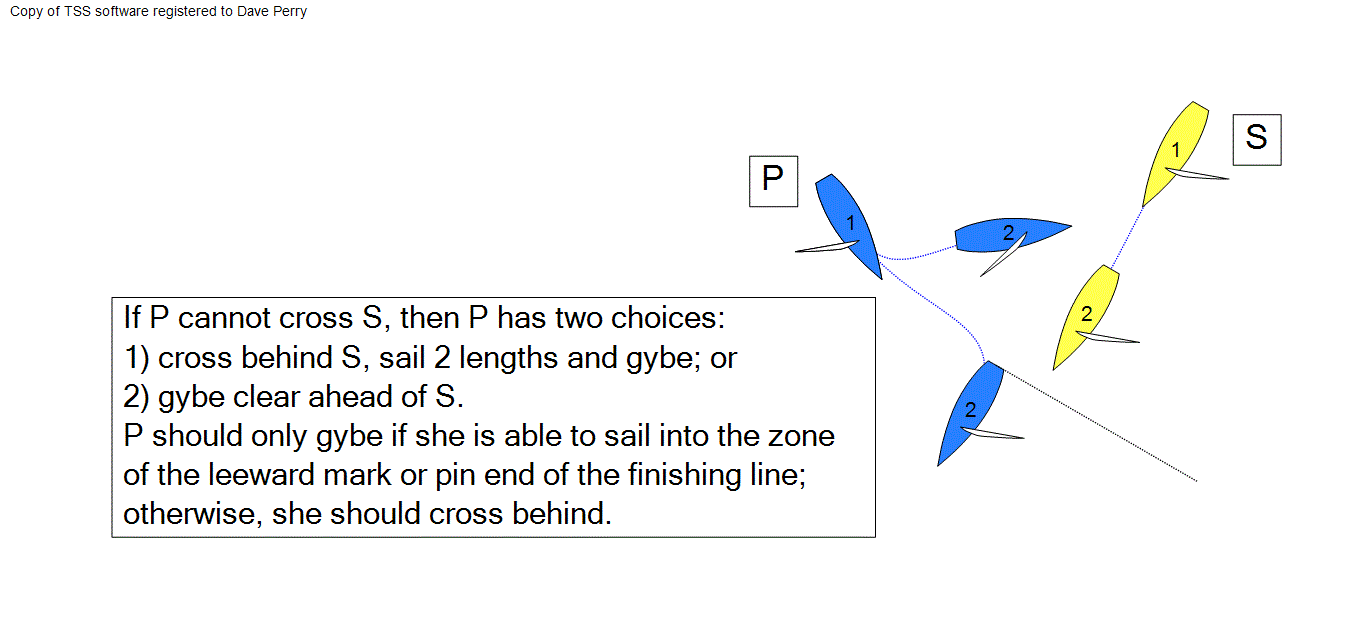 Copy of TSS software registered to Dave Perry
S
P
1
1
2
2
2
If P cannot cross S, then P has two choices:
1) cross behind S, sail 2 lengths and gybe; or
2) gybe clear ahead of S.
P should only gybe if she is able to sail into the zone
of the leeward mark or pin end of the finishing line;
otherwise, she should cross behind.